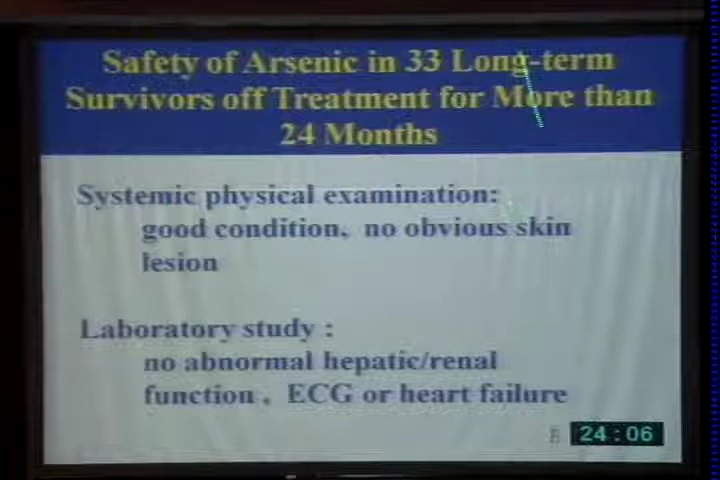 Safety of Arsenic in 33 Long-term
Survivors off Treatment for More than
24 Months
Systemic physical examination:
good condition, no obvious skin
lesion
Laboratory study :
no abnormal hepatic/renal
function , ECG or heart failure
24:06